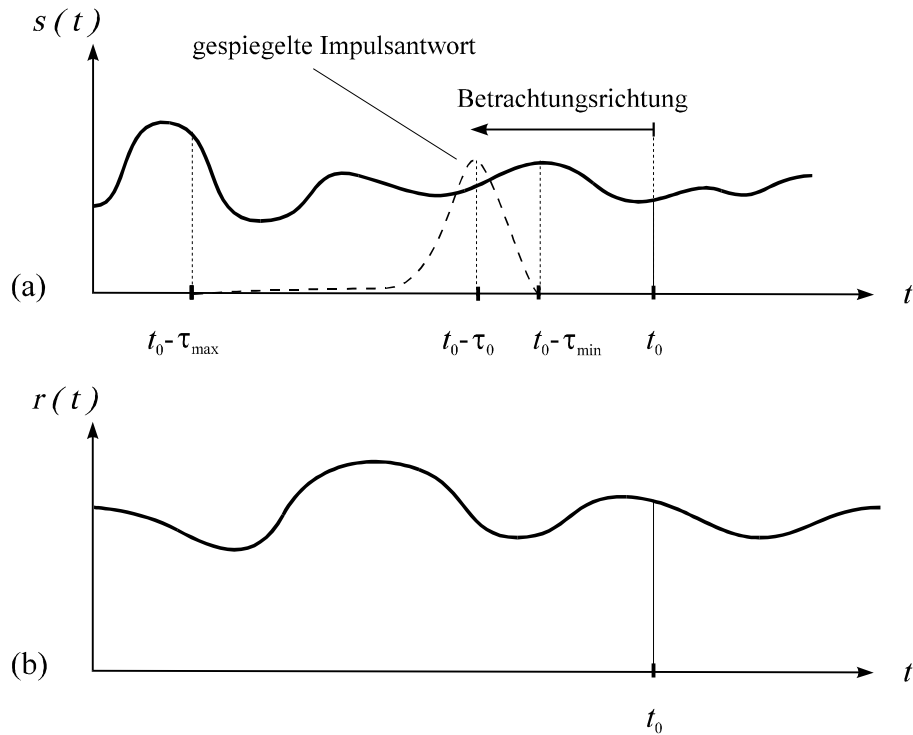 s(t)
gespiegelte Impulsantwort
Betrachtungsrichtung
(a)
t
t₀-τmax
t₀-τ₀
t₀-τmin
t₀
r(t)
(b)
t
t₀